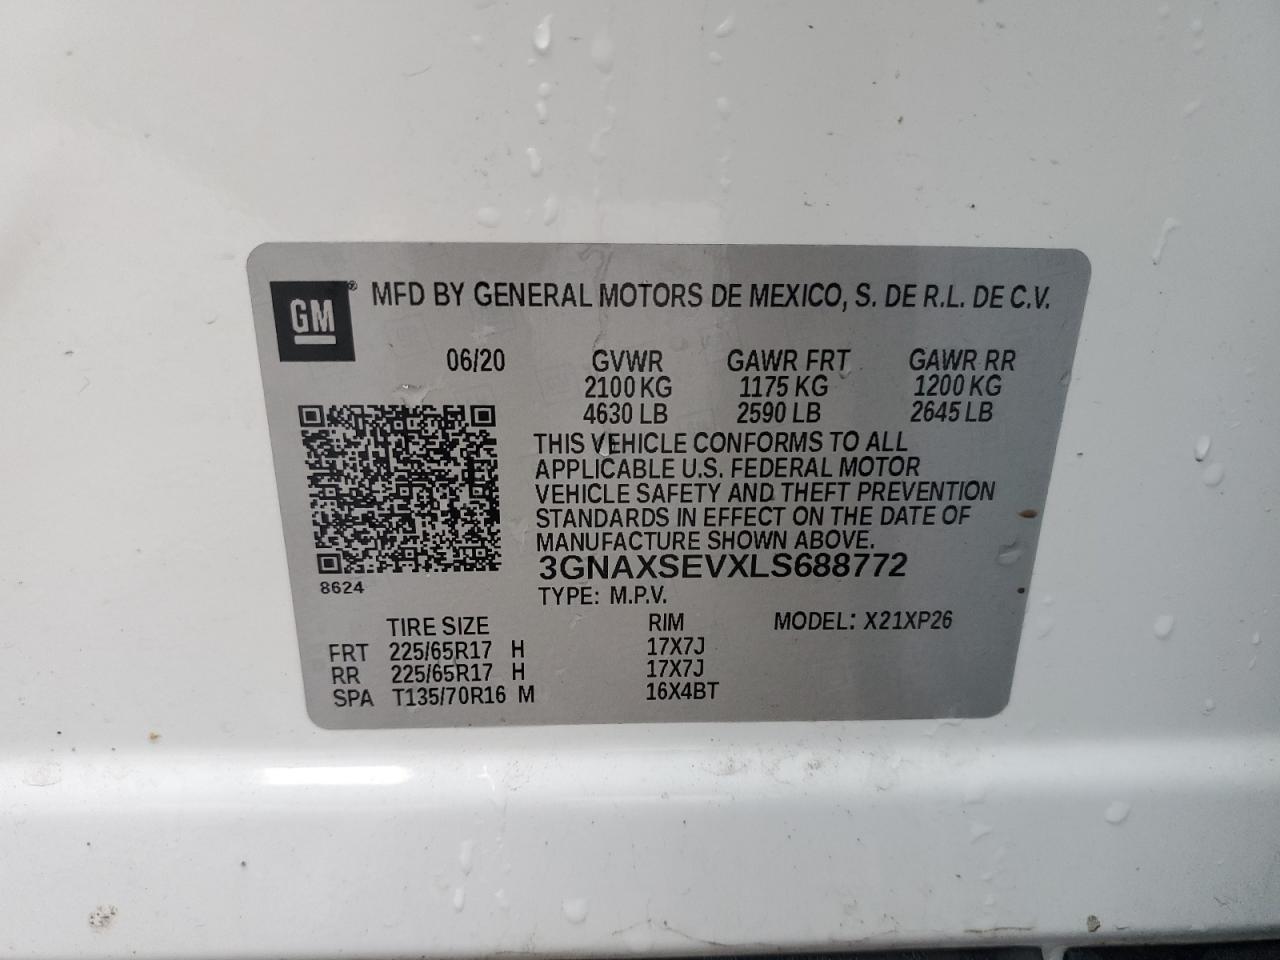 GM® MFD BY GENERAL MOTORS DE MEXICO, S. DE R.L. DE C.V.
06/20 GVWR GAWR FRT GAWR RR
2100 KG 1175 KG 1200 KG
4630 LB 2590 LB 2645 LB
THIS VEHICLE CONFORMS TO ALL
APPLICABLE U.S. FEDERAL MOTOR
VEHICLE SAFETY AND THEFT PREVENTION
STANDARDS IN EFFECT ON THE DATE OF
MANUFACTURE SHOWN ABOVE.
3GNAXSEVXLS688772
8624
TYPE: M.P.V.
TIRE SIZE RIM MODEL: X21XP26
FRT 225/65R17 H 17X7J
RR 225/65R17 H 17X7J
SPA T135/70R16 M 16X4BT